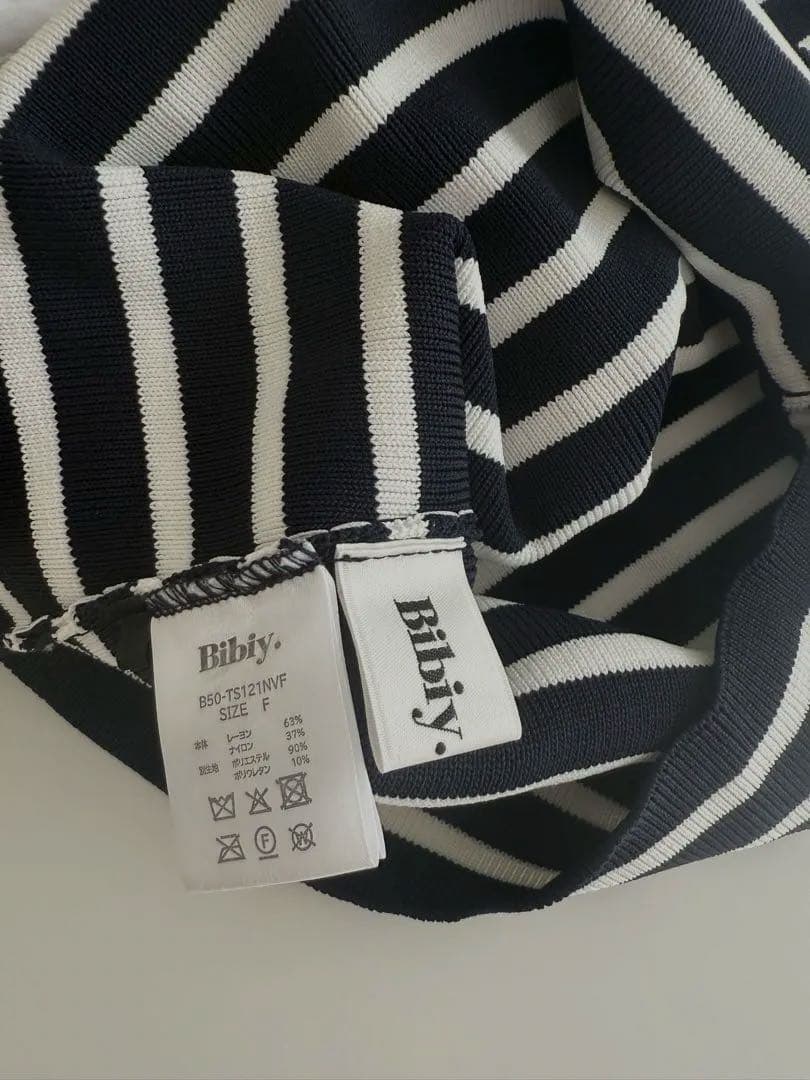 Bibiy.
B50-TS121NVF
SIZE F
本体 レーヨン 63%
ナイロン 37%
別生地 ポリエステル 90%
ポリウレタン 10%
F
W
Bibiy.